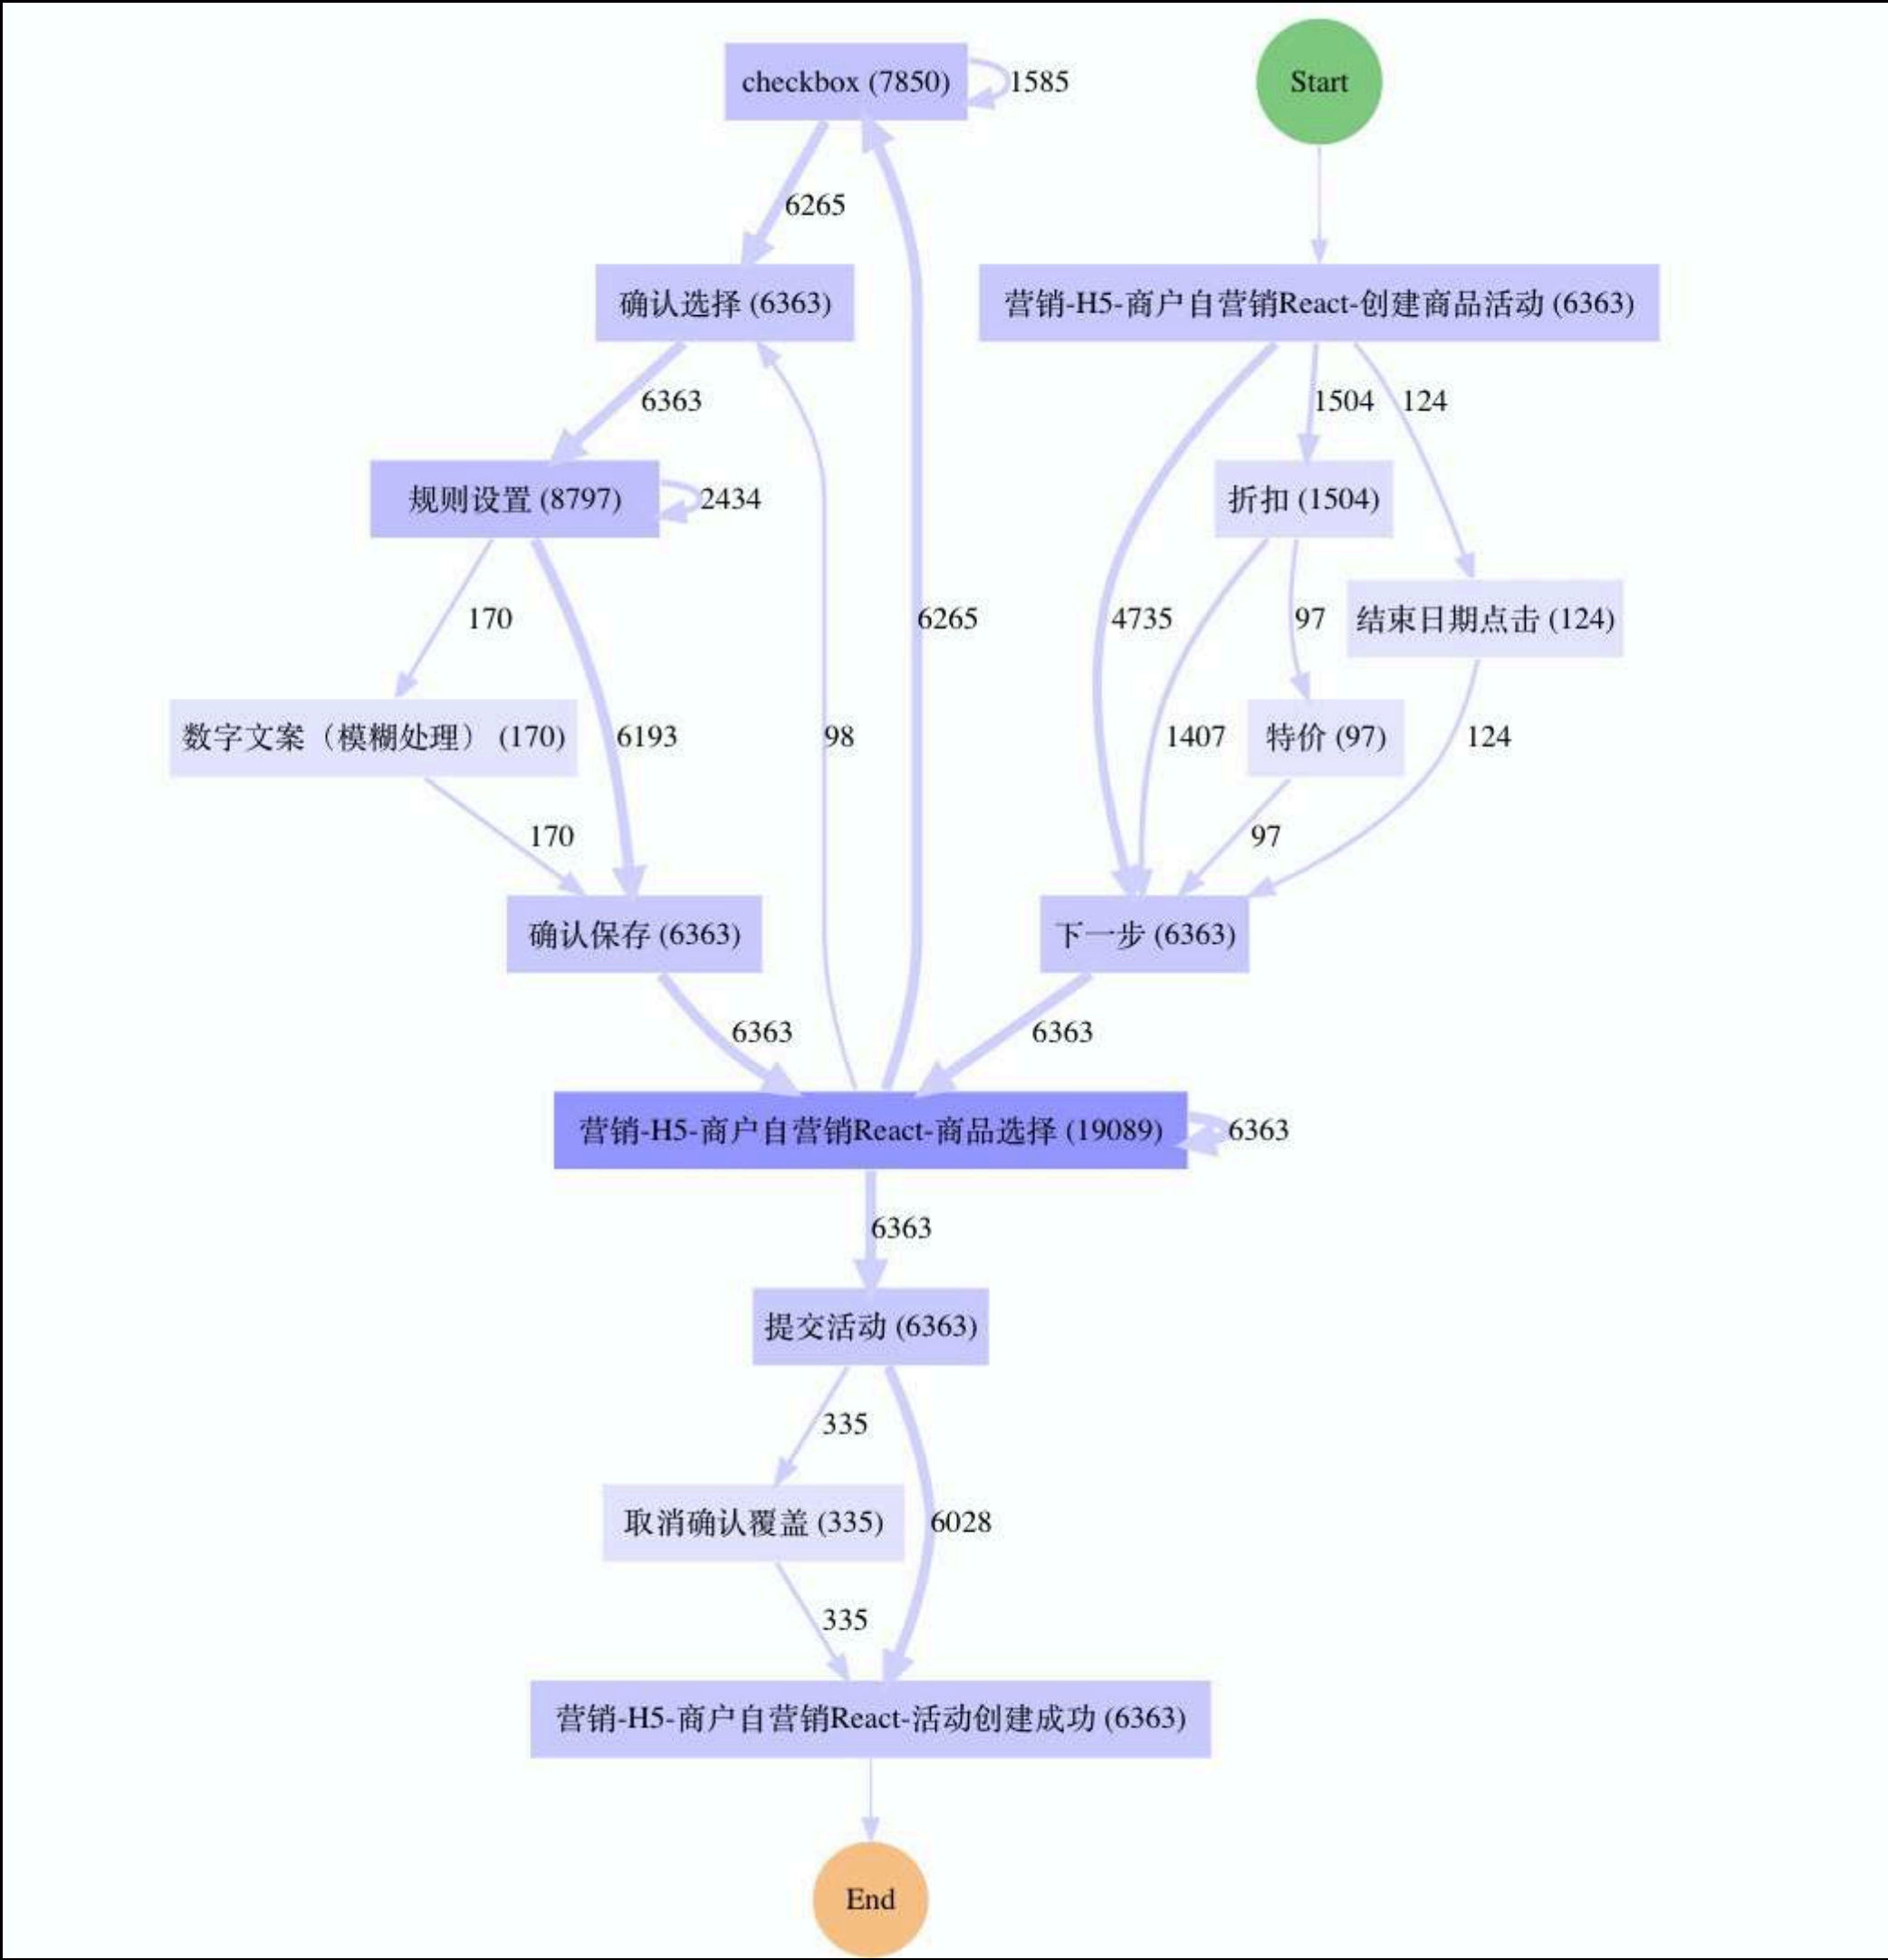 checkbox (7850)
1585
Start
6265
确认选择 (6363)
营销-H5-商户自营销React-创建商品活动 (6363)
6363
1504
124
规则设置 (8797)
2434
折扣 (1504)
170
6193
98
6265
4735
1407
97
结束日期点击 (124)
数字文案（模糊处理） (170)
特价 (97)
124
170
97
确认保存 (6363)
下一步 (6363)
6363
6363
营销-H5-商户自营销React-商品选择 (19089)
6363
6363
提交活动 (6363)
335
取消确认覆盖 (335)
6028
335
营销-H5-商户自营销React-活动创建成功 (6363)
End